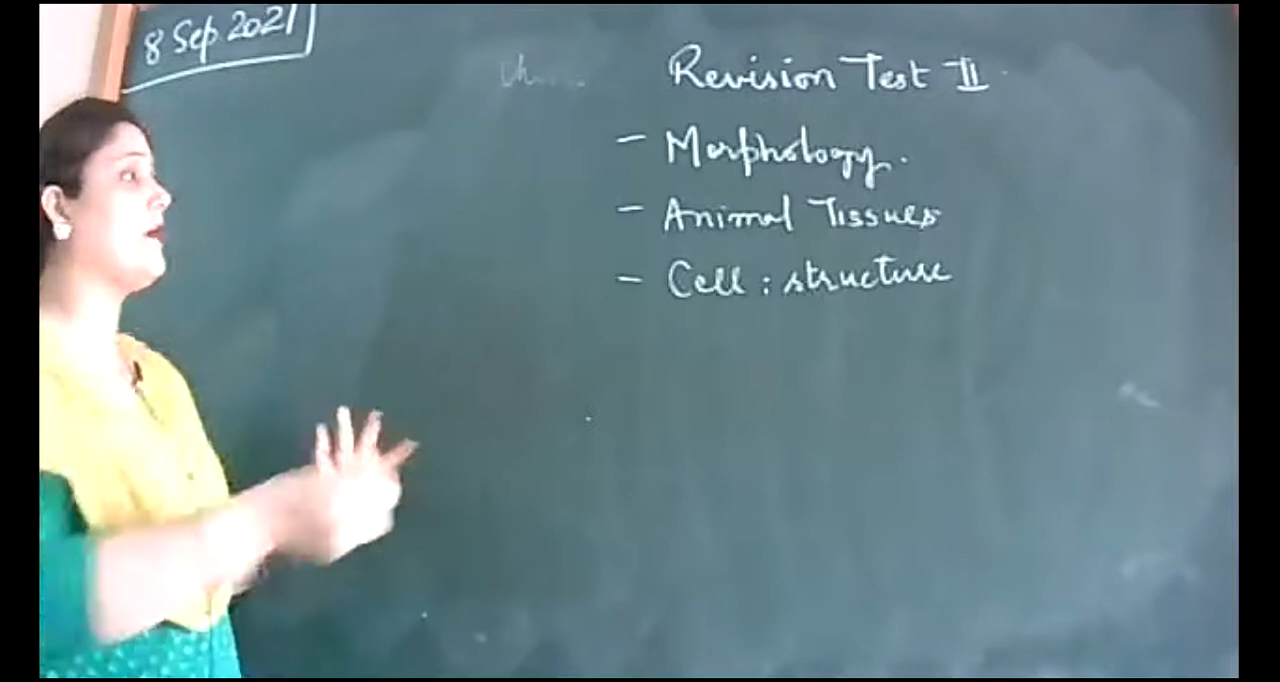 8 Sep 2021
Revision Test II
- Morphology.
- Animal Tissues
- Cell : structure